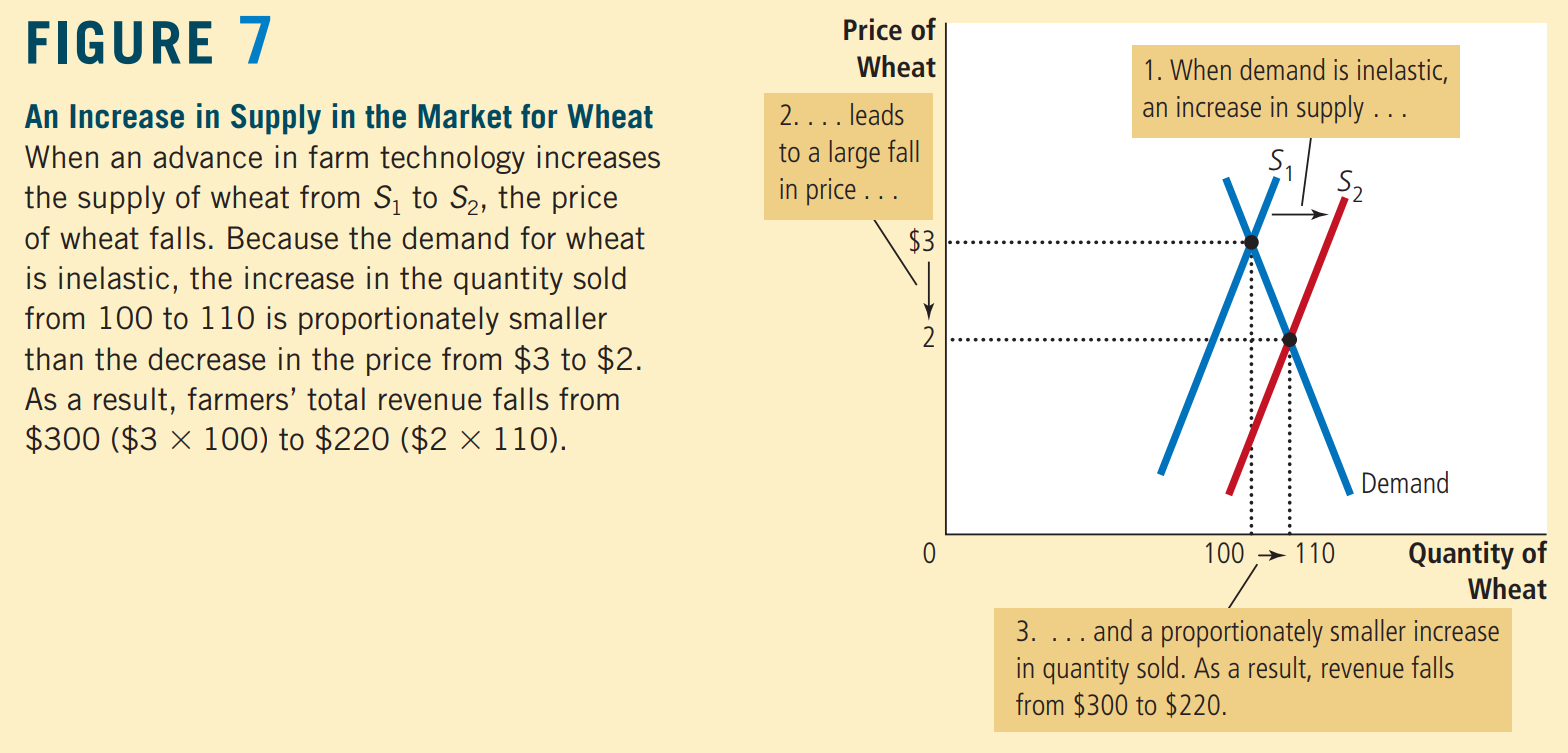 FIGURE 7
An Increase in Supply in the Market for Wheat
When an advance in farm technology increases
the supply of wheat from S1 to S2, the price
of wheat falls. Because the demand for wheat
is inelastic, the increase in the quantity sold
from 100 to 110 is proportionately smaller
than the decrease in the price from $3 to $2.
As a result, farmers’ total revenue falls from
$300 ($3 × 100) to $220 ($2 × 110).
Price of
Wheat
1. When demand is inelastic,
an increase in supply . . .
2. . . . leads
to a large fall
in price . . .
S1
S2
$3
2
Demand
0
100
110
Quantity of
Wheat
3. . . . and a proportionately smaller increase
in quantity sold. As a result, revenue falls
from $300 to $220.